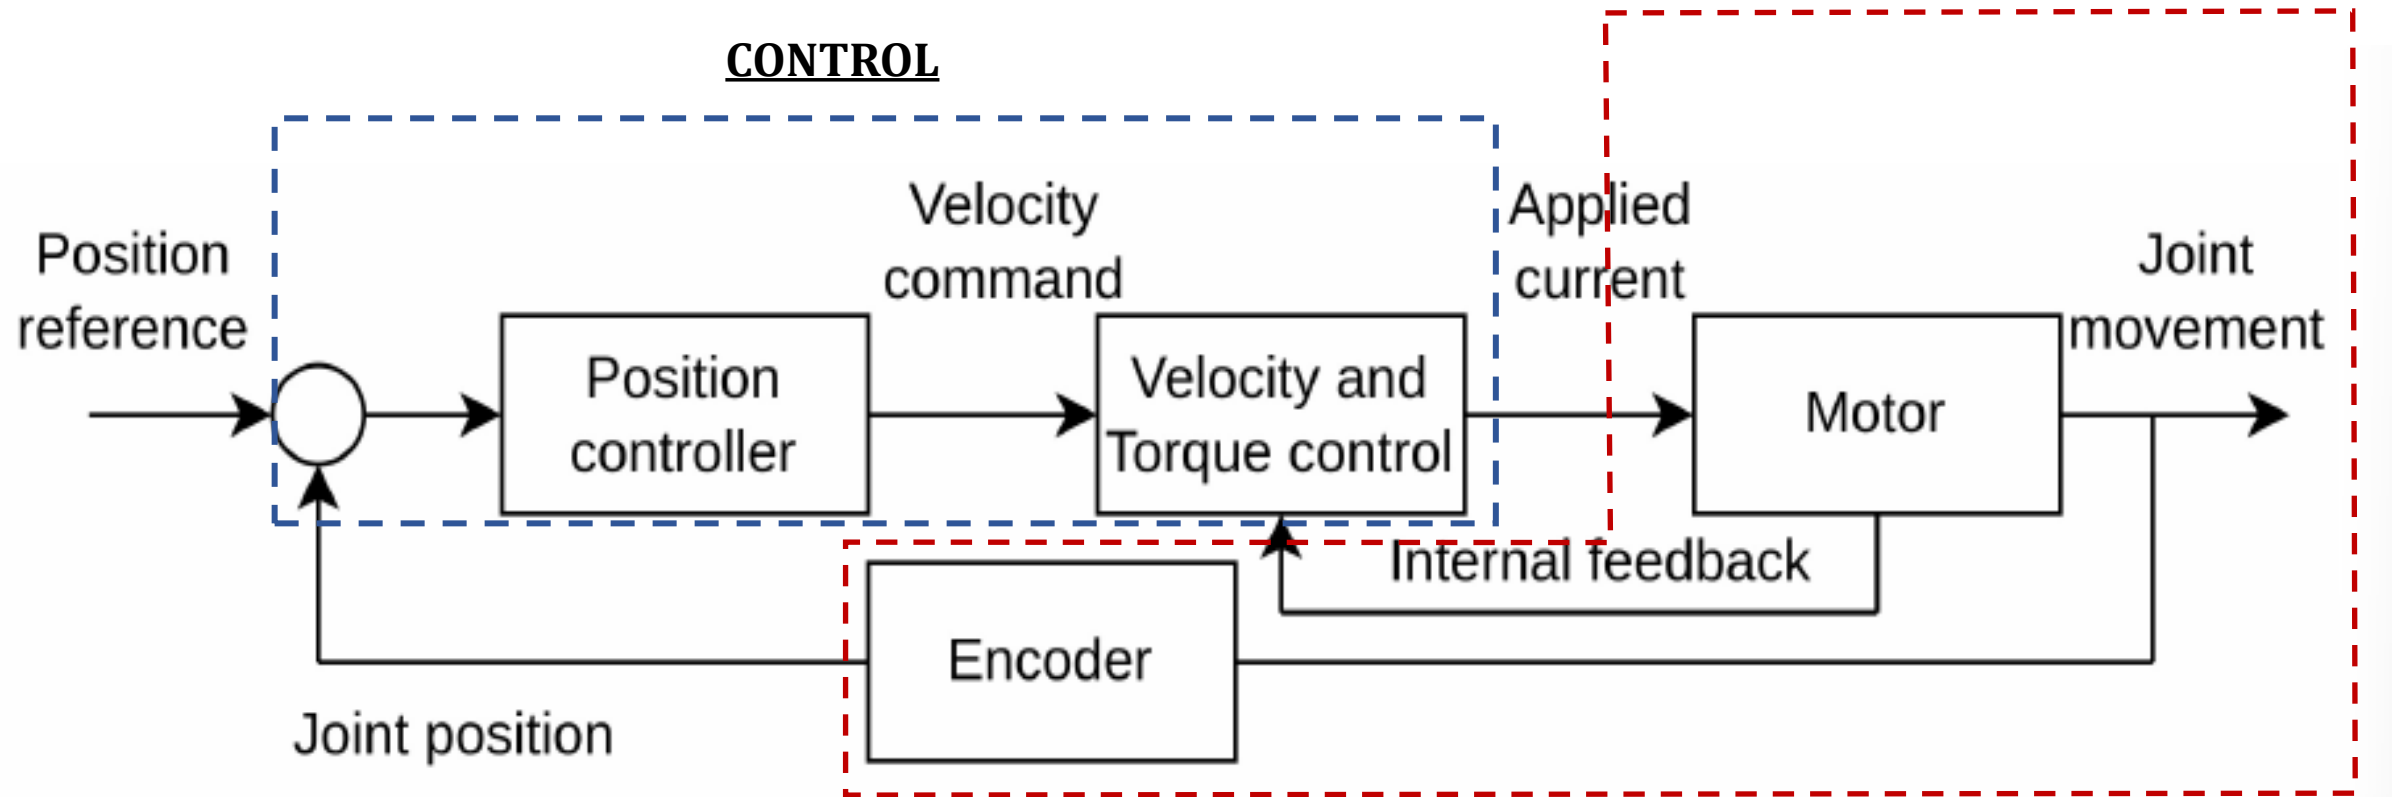 CONTROL
Position
reference
Position
controller
Velocity
command
Velocity and
Torque control
Applied
current
Motor
Joint
movement
Internal feedback
Encoder
Joint position